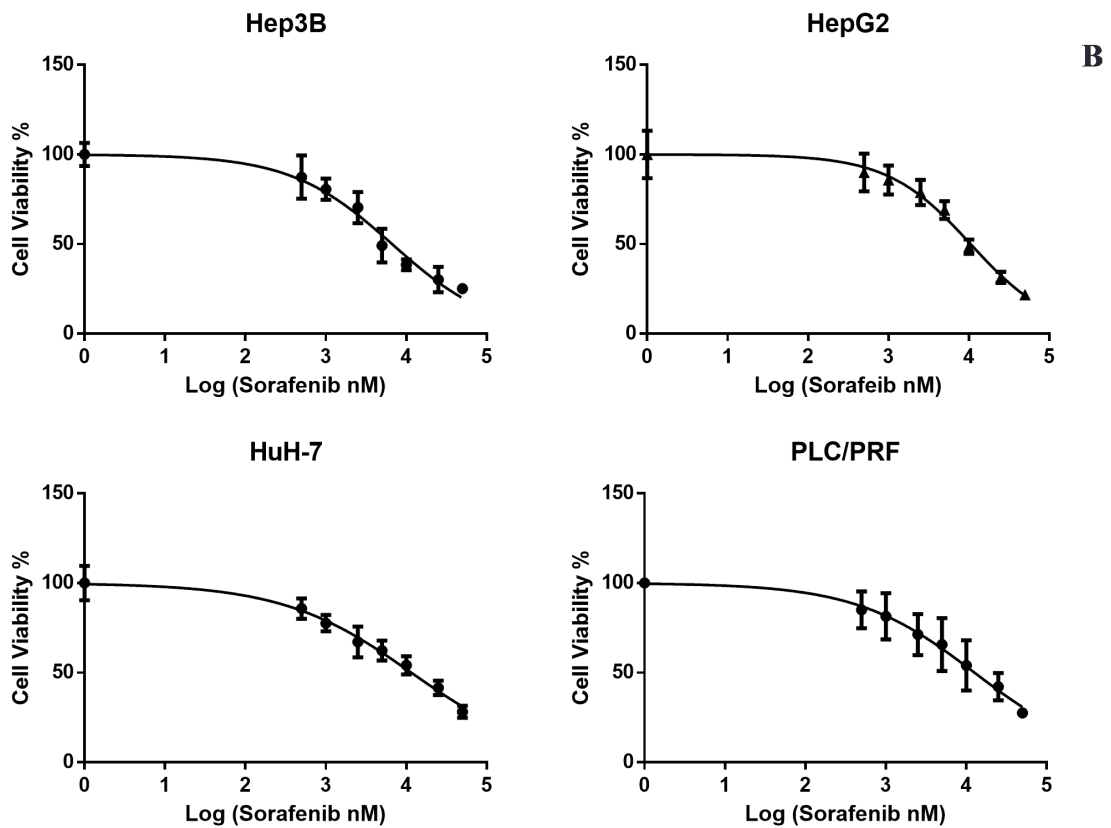 Hep3B
HepG2
B
150
100
50
0
Cell Viability %
0 1 2 3 4 5
Log (Sorafenib nM)
150
100
50
0
Cell Viability %
0 1 2 3 4 5
Log (Sorafeib nM)
HuH-7
PLC/PRF
150
100
50
0
Cell Viability %
0 1 2 3 4 5
Log (Sorafenib nM)
150
100
50
0
Cell Viability %
0 1 2 3 4 5
Log (Sorafenib nM)